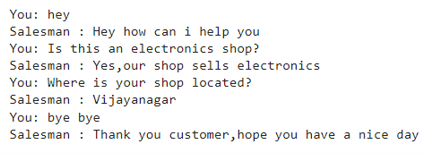 You: hey
Salesman : Hey how can i help you
You: Is this an electronics shop?
Salesman : Yes,our shop sells electronics
You: Where is your shop located?
Salesman : Vijayanagar
You: bye bye
Salesman : Thank you customer,hope you have a nice day